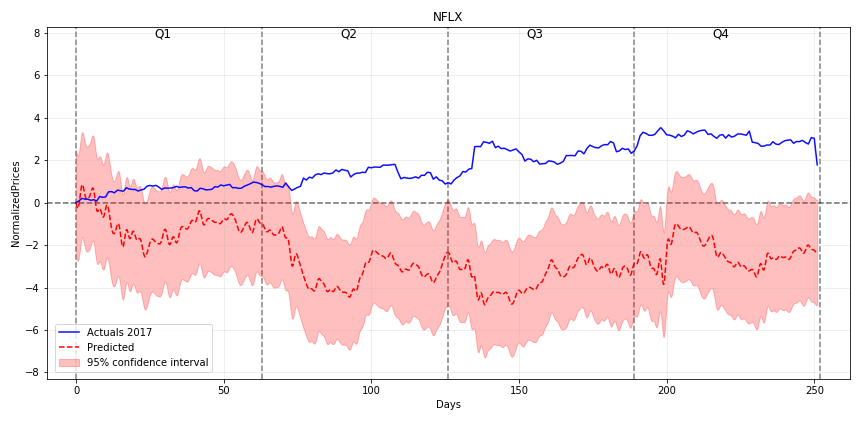 NFLX
Q1 Q2 Q3 Q4
8
6
4
2
0
−2
−4
−6
−8
NormalizedPrices
Actuals 2017
Predicted
95% confidence interval
0 50 100 150 200 250
Days